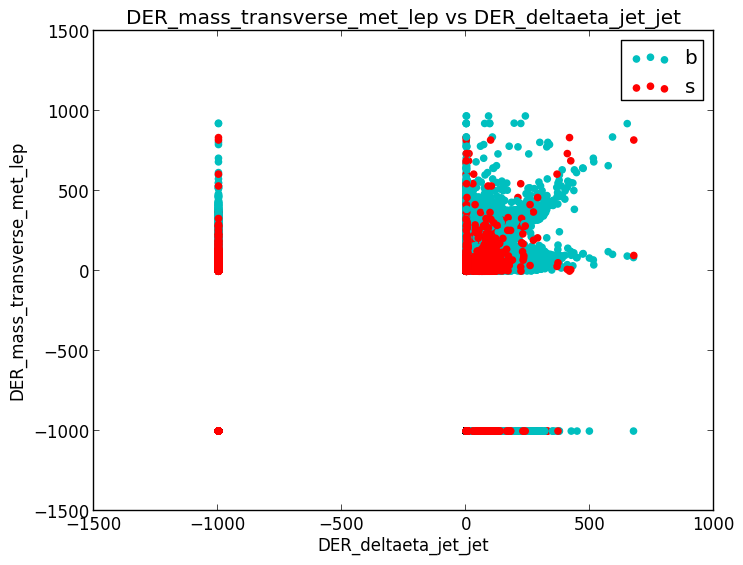 DER_mass_transverse_met_lep vs DER_deltaeta_jet_jet
1500
1000
500
0
−500
−1000
−1500
DER_mass_transverse_met_lep
b
s
−1500
−1000
−500
0
500
1000
DER_deltaeta_jet_jet